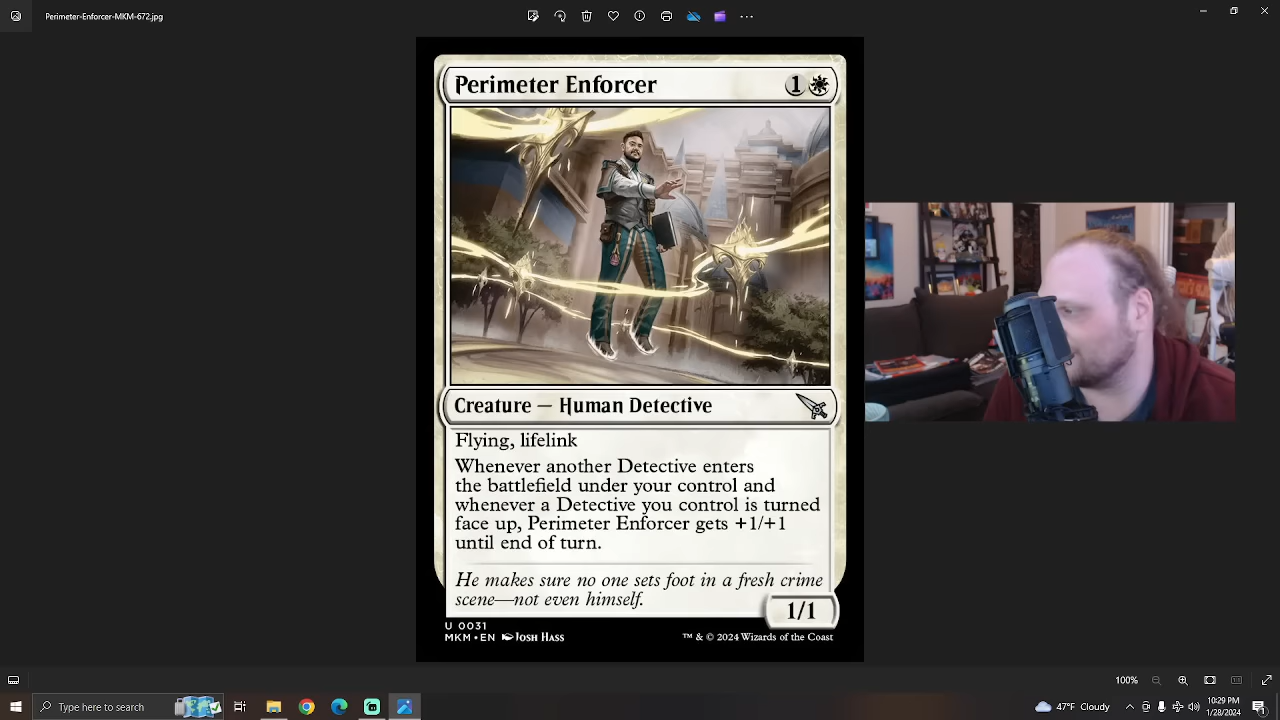 Perimeter-Enforcer-MKM-672.jpg
Perimeter Enforcer 1
Creature — Human Detective
Flying, lifelink
Whenever another Detective enters
the battlefield under your control and
whenever a Detective you control is turned
face up, Perimeter Enforcer gets +1/+1
until end of turn.
He makes sure no one sets foot in a fresh crime
scene—not even himself.
1/1
U 0031
MKM•EN Josh Hass
™ & © 2024 Wizards of the Coast
100%
Type here to search
47°F Cloudy
10:29 PM
1/28/2024